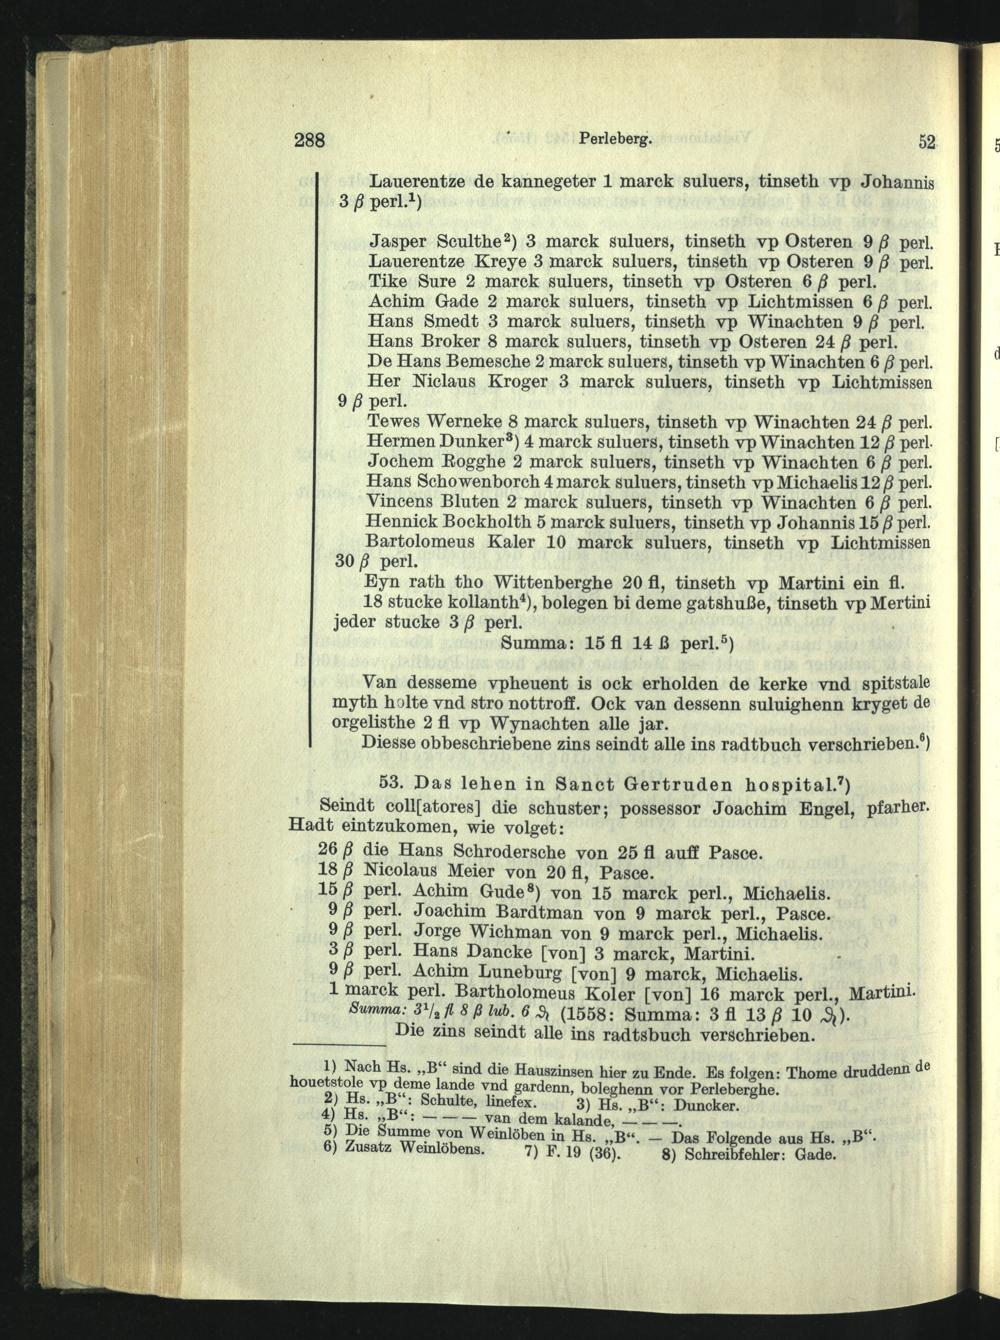 288 Perleberg. 52
Lauerentze de kannegeter 1 marck suluers, tinseth vp Johannis
3 β perl.¹)
Jasper Sculthe²) 3 marck suluers, tinseth vp Osteren 9 β perl.
Lauerentze Kreye 3 marck suluers, tinseth vp Osteren 9 β perl.
Tike Sure 2 marck suluers, tinseth vp Osteren 6 β perl.
Achim Gade 2 marck suluers, tinseth vp Lichtmissen 6 β perl.
Hans Smedt 3 marck suluers, tinseth vp Winachten 9 β perl.
Hans Broker 8 marck suluers, tinseth vp Osteren 24 β perl.
De Hans Bemesche 2 marck suluers, tinseth vp Winachten 6 β perl.
Her Niclaus Kroger 3 marck suluers, tinseth vp Lichtmissen
9 β perl.
Tewes Werneke 8 marck suluers, tinseth vp Winachten 24 β perl.
Hermen Dunker³) 4 marck suluers, tinseth vp Winachten 12 β perl.
Jochem Rogghe 2 marck suluers, tinseth vp Winachten 6 β perl.
Hans Schowenborch 4 marck suluers, tinseth vp Michaelis 12 β perl.
Vincens Bluten 2 marck suluers, tinseth vp Winachten 6 β perl.
Hennick Bockholth 5 marck suluers, tinseth vp Johannis 15 β perl.
Bartolomeus Kaler 10 marck suluers, tinseth vp Lichtmissen
30 β perl.
Eyn rath tho Wittenberghe 20 fl, tinseth vp Martini ein fl.
18 stucke kollanth⁴), bolegen bi deme gatshuße, tinseth vp Mertini
jeder stucke 3 β perl.
Summa: 15 fl 14 ß perl.⁵)
Van desseme vpheuent is ock erholden de kerke vnd spitstale
myth holte vnd stro nottroff. Ock van dessenn suluighenn kryget de
orgelisthe 2 fl vp Wynachten alle jar.
Diesse obbeschriebene zins seindt alle ins radtbuch verschrieben.⁶)
53. Das lehen in Sanct Gertruden hospital.⁷)
Seindt coll[atores] die schuster; possessor Joachim Engel, pfarher.
Hadt eintzukomen, wie volget:
26 β die Hans Schrodersche von 25 fl auff Pasce.
18 β Nicolaus Meier von 20 fl, Pasce.
15 β perl. Achim Gude⁸) von 15 marck perl., Michaelis.
9 β perl. Joachim Bardtman von 9 marck perl., Pasce.
9 β perl. Jorge Wichman von 9 marck perl., Michaelis.
3 β perl. Hans Dancke [von] 3 marck, Martini.
9 β perl. Achim Luneburg [von] 9 marck, Michaelis.
1 marck perl. Bartholomeus Koler [von] 16 marck perl., Martini.
Summa: 3¹/₂ fl 8 β lub. 6 ₰ (1558: Summa: 3 fl 13 β 10 ₰).
Die zins seindt alle ins radtsbuch verschrieben.
1) Nach Hs. „B“ sind die Hauszinsen hier zu Ende. Es folgen: Thome druddenn de
houetstole vp deme lande vnd gardenn, boleghenn vor Perleberghe.
2) Hs. „B“: Schulte, linefex. 3) Hs. „B“: Duncker.
4) Hs. „B“: — — — van dem kalande, — — —.
5) Die Summe von Weinlöben in Hs. „B“. — Das Folgende aus Hs. „B“.
6) Zusatz Weinlöbens. 7) F. 19 (36). 8) Schreibfehler: Gade.